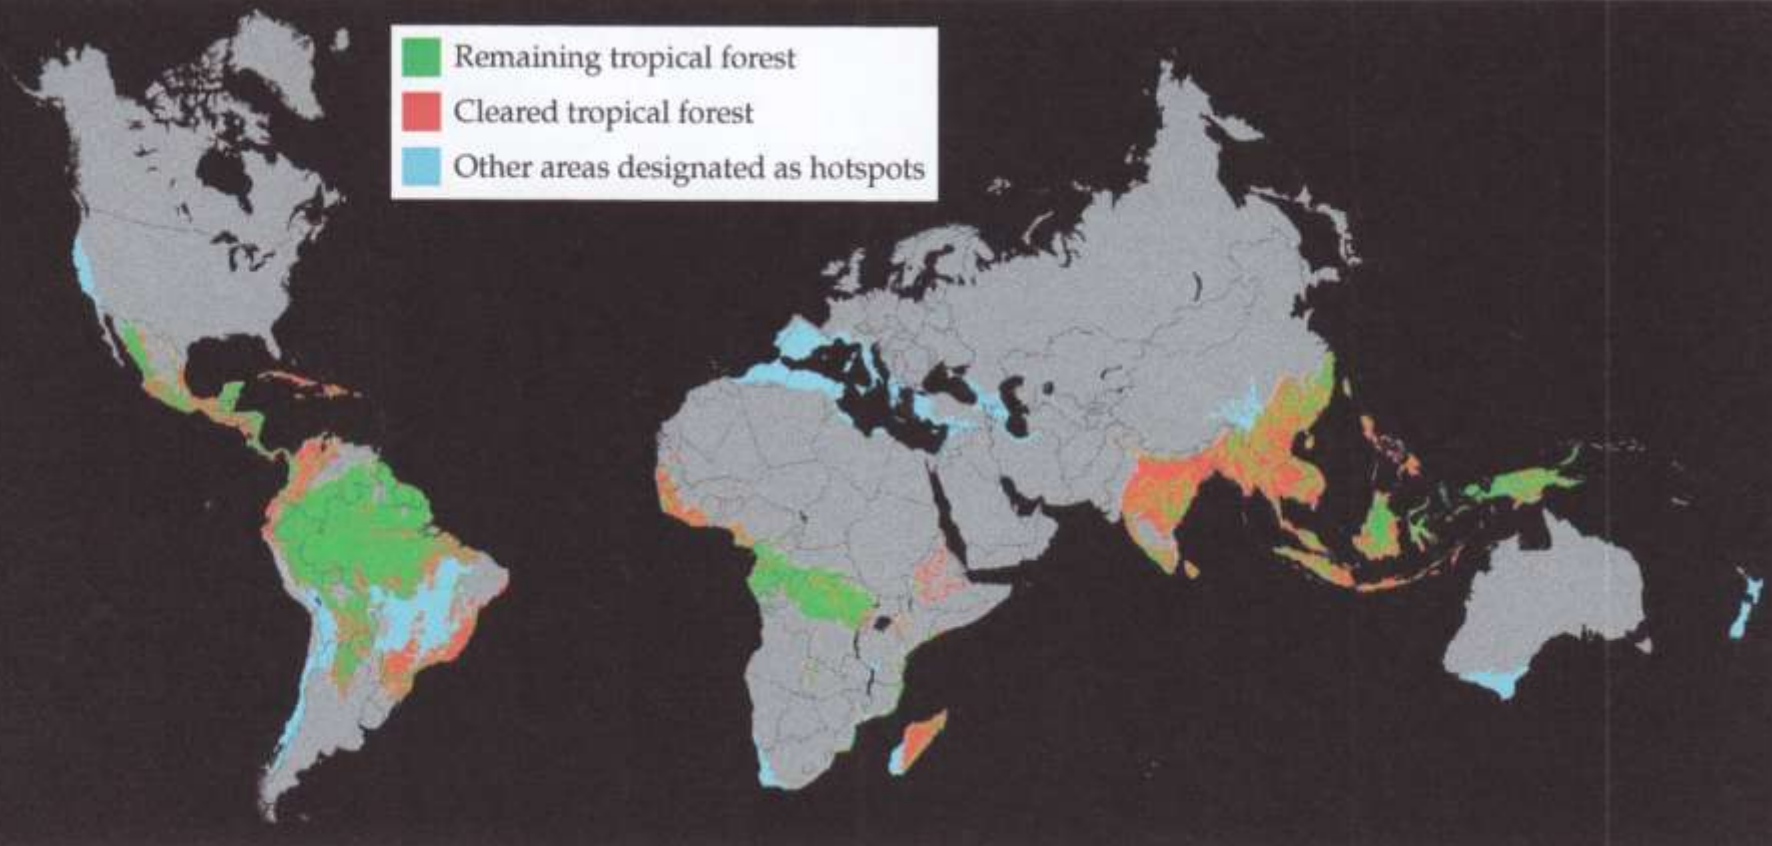 Remaining tropical forest
Cleared tropical forest
Other areas designated as hotspots